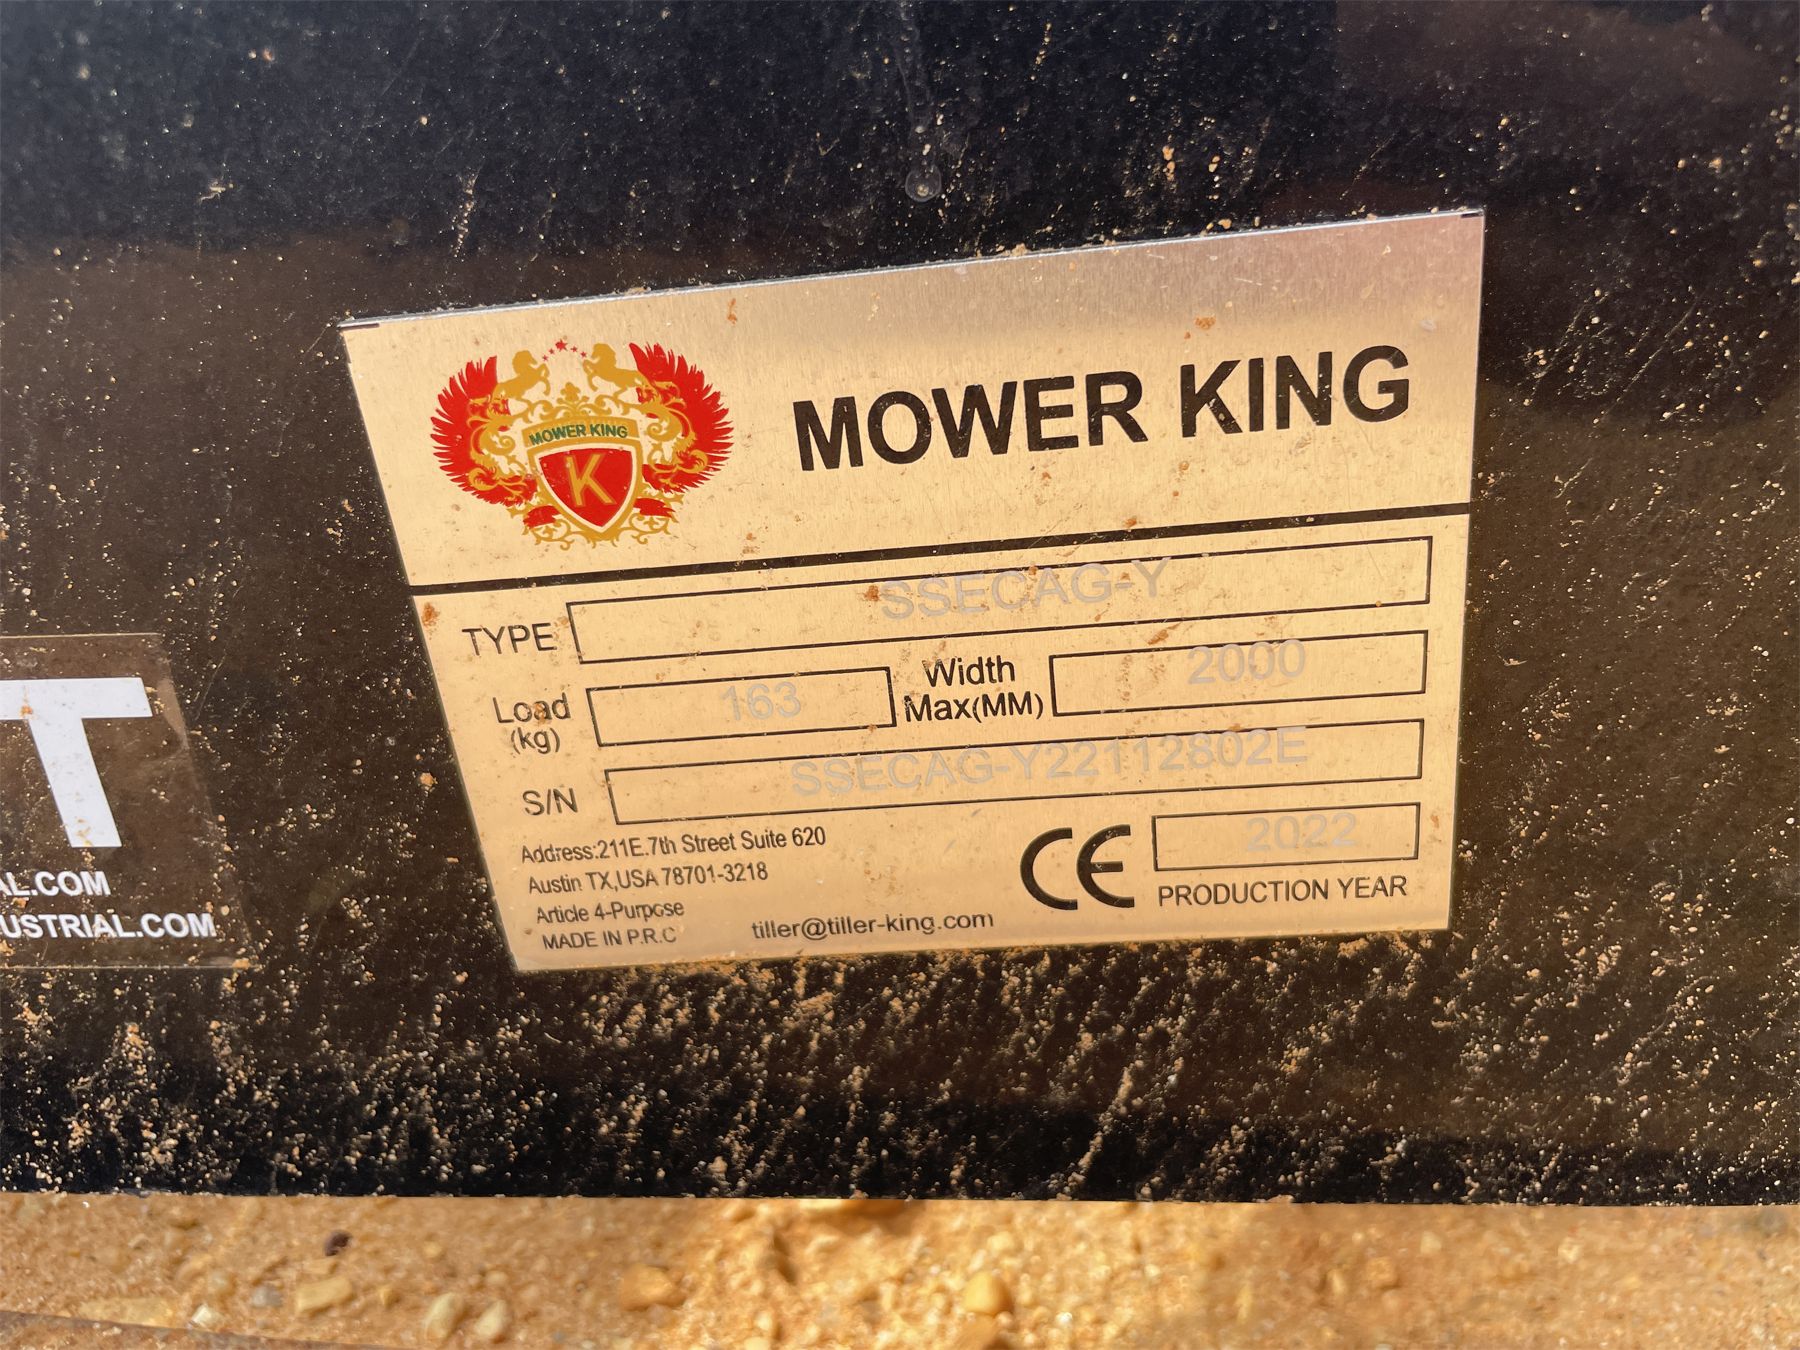 MOWER KING
K
MOWER KING
TYPE SSECAG-Y
Load (kg) 163 Width Max(MM) 2000
S/N SSECAG-Y22112802E
Address:211E.7th Street Suite 620
Austin TX,USA 78701-3218
Article 4-Purpose
MADE IN P.R.C
tiller@tiller-king.com
CE 2022
PRODUCTION YEAR
T
AL.COM
USTRIAL.COM